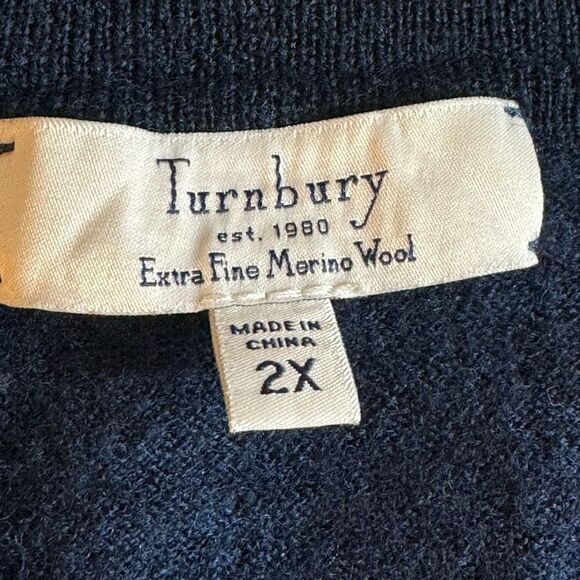 Turnbury
est. 1980
Extra Fine Merino Wool
MADE IN
CHINA
2X